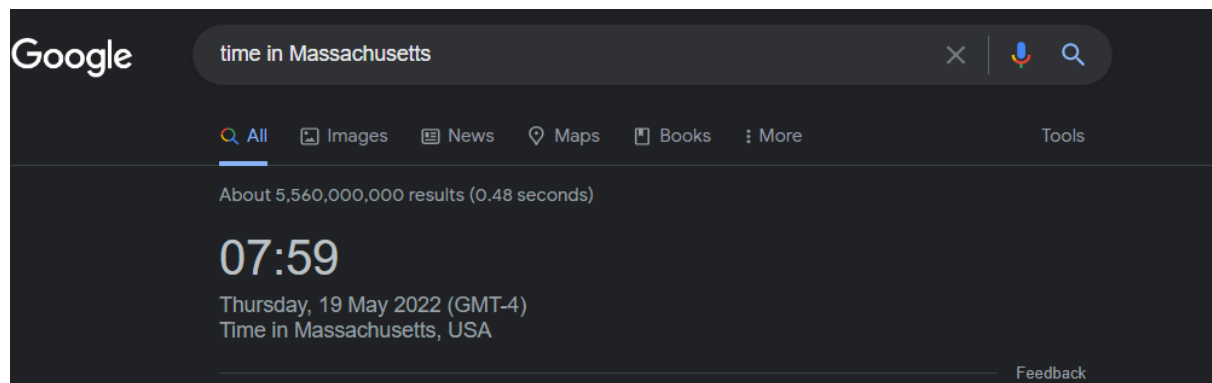 Google time in Massachusetts
All Images News Maps Books More Tools
About 5,560,000,000 results (0.48 seconds)
07:59
Thursday, 19 May 2022 (GMT-4)
Time in Massachusetts, USA
Feedback